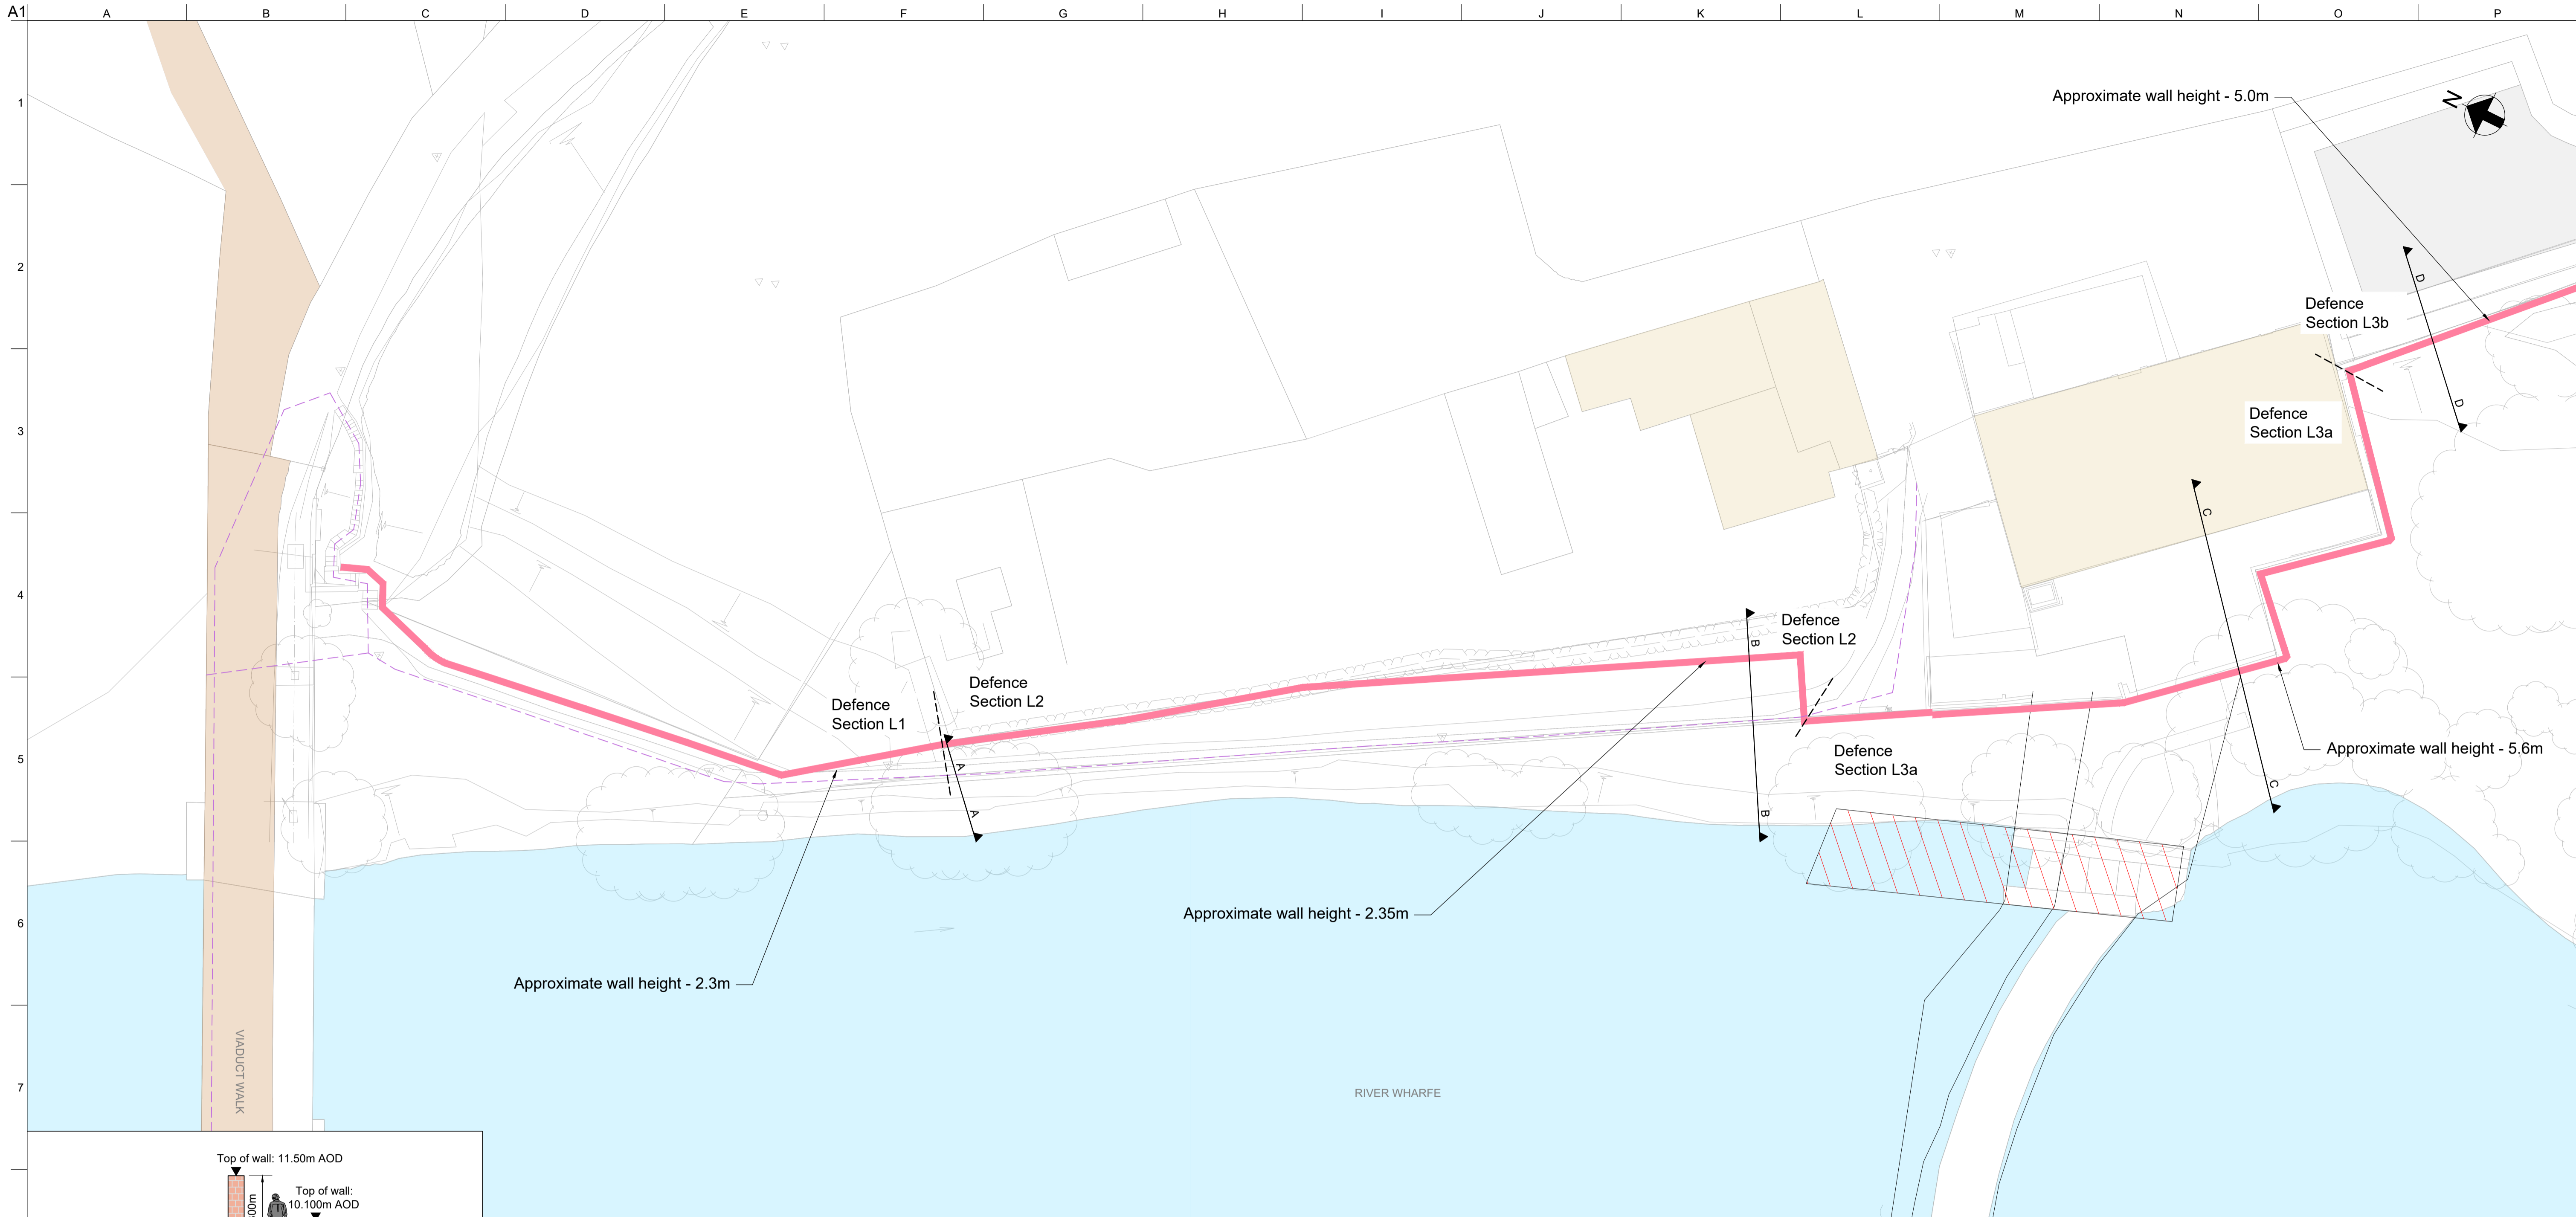 A1
A B C D E F G H I J K L M N O P
1
Approximate wall height - 5.0m
N
2
D
Defence
Section L3b
3
D
Defence
Section L3a
C
4
Defence
Section L2
B
Defence
Section L2
Defence
Section L1
5
A
Defence
Section L3a
Approximate wall height - 5.6m
C
A
B
6
Approximate wall height - 2.35m
Approximate wall height - 2.3m
VIADUCT WALK
7
RIVER WHARFE
Top of wall: 11.50m AOD
Top of wall:
10.100m AOD